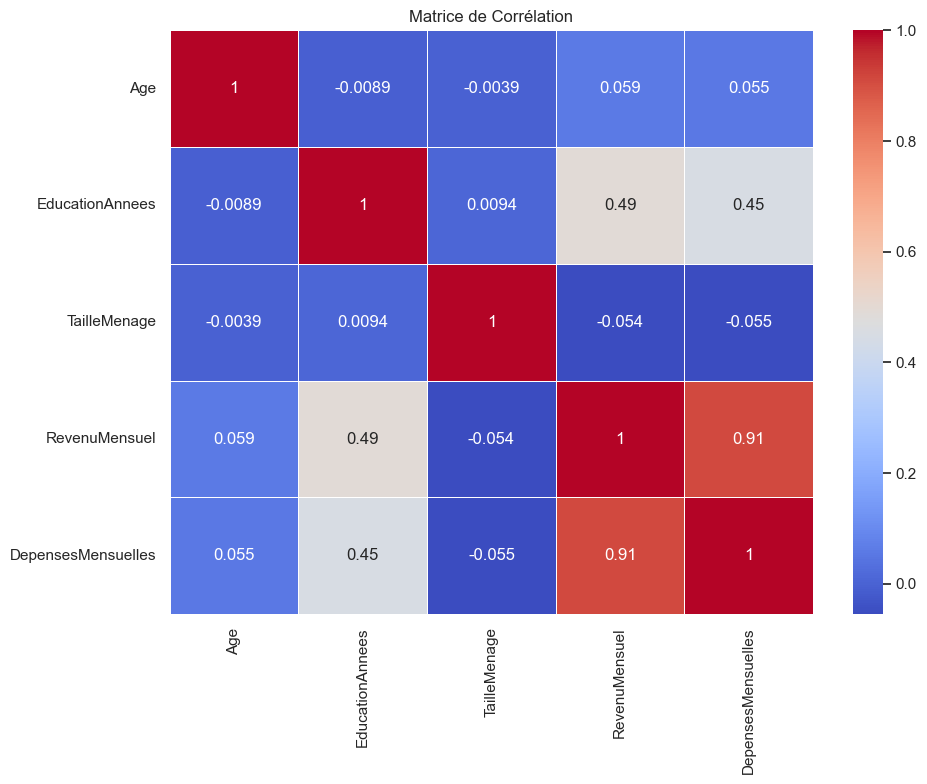 Matrice de Corrélation
Age
1
-0.0089
-0.0039
0.059
0.055
EducationAnnees
-0.0089
1
0.0094
0.49
0.45
TailleMenage
-0.0039
0.0094
1
-0.054
-0.055
RevenuMensuel
0.059
0.49
-0.054
1
0.91
DepensesMensuelles
0.055
0.45
-0.055
0.91
1
Age
EducationAnnees
TailleMenage
RevenuMensuel
DepensesMensuelles
1.0
0.8
0.6
0.4
0.2
0.0